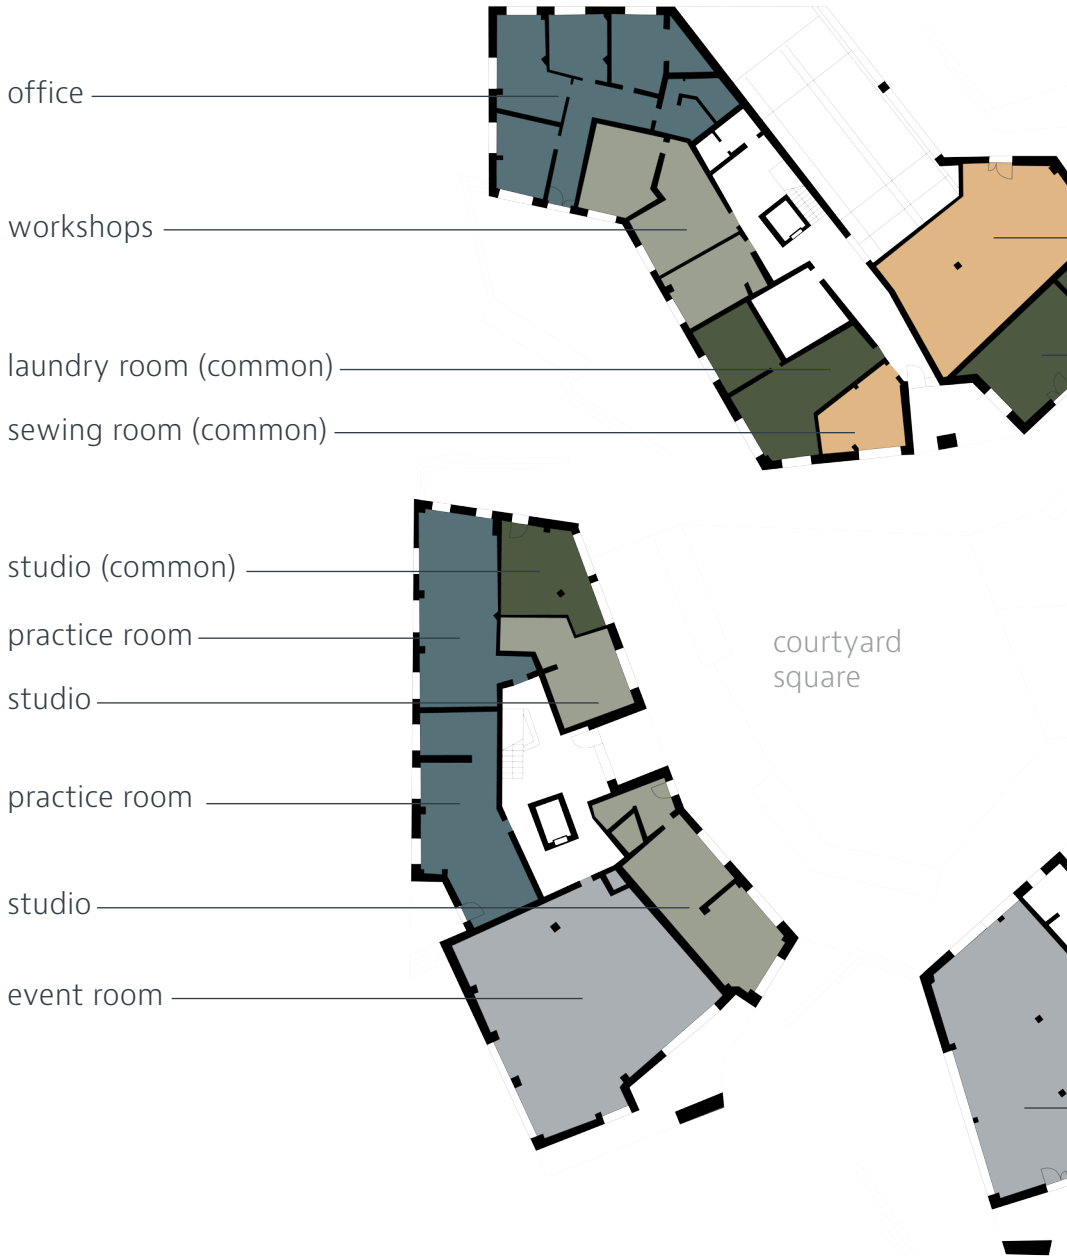 office
workshops
laundry room (common)
sewing room (common)
studio (common)
practice room
studio
practice room
studio
event room
courtyard
square